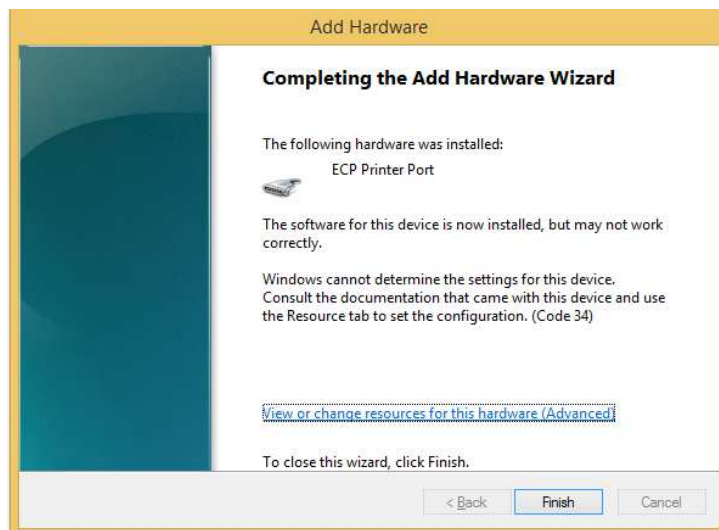 Add Hardware
Completing the Add Hardware Wizard
The following hardware was installed:
ECP Printer Port
The software for this device is now installed, but may not work
correctly.
Windows cannot determine the settings for this device.
Consult the documentation that came with this device and use
the Resource tab to set the configuration. (Code 34)
View or change resources for this hardware (Advanced)
To close this wizard, click Finish.
< Back
Finish
Cancel